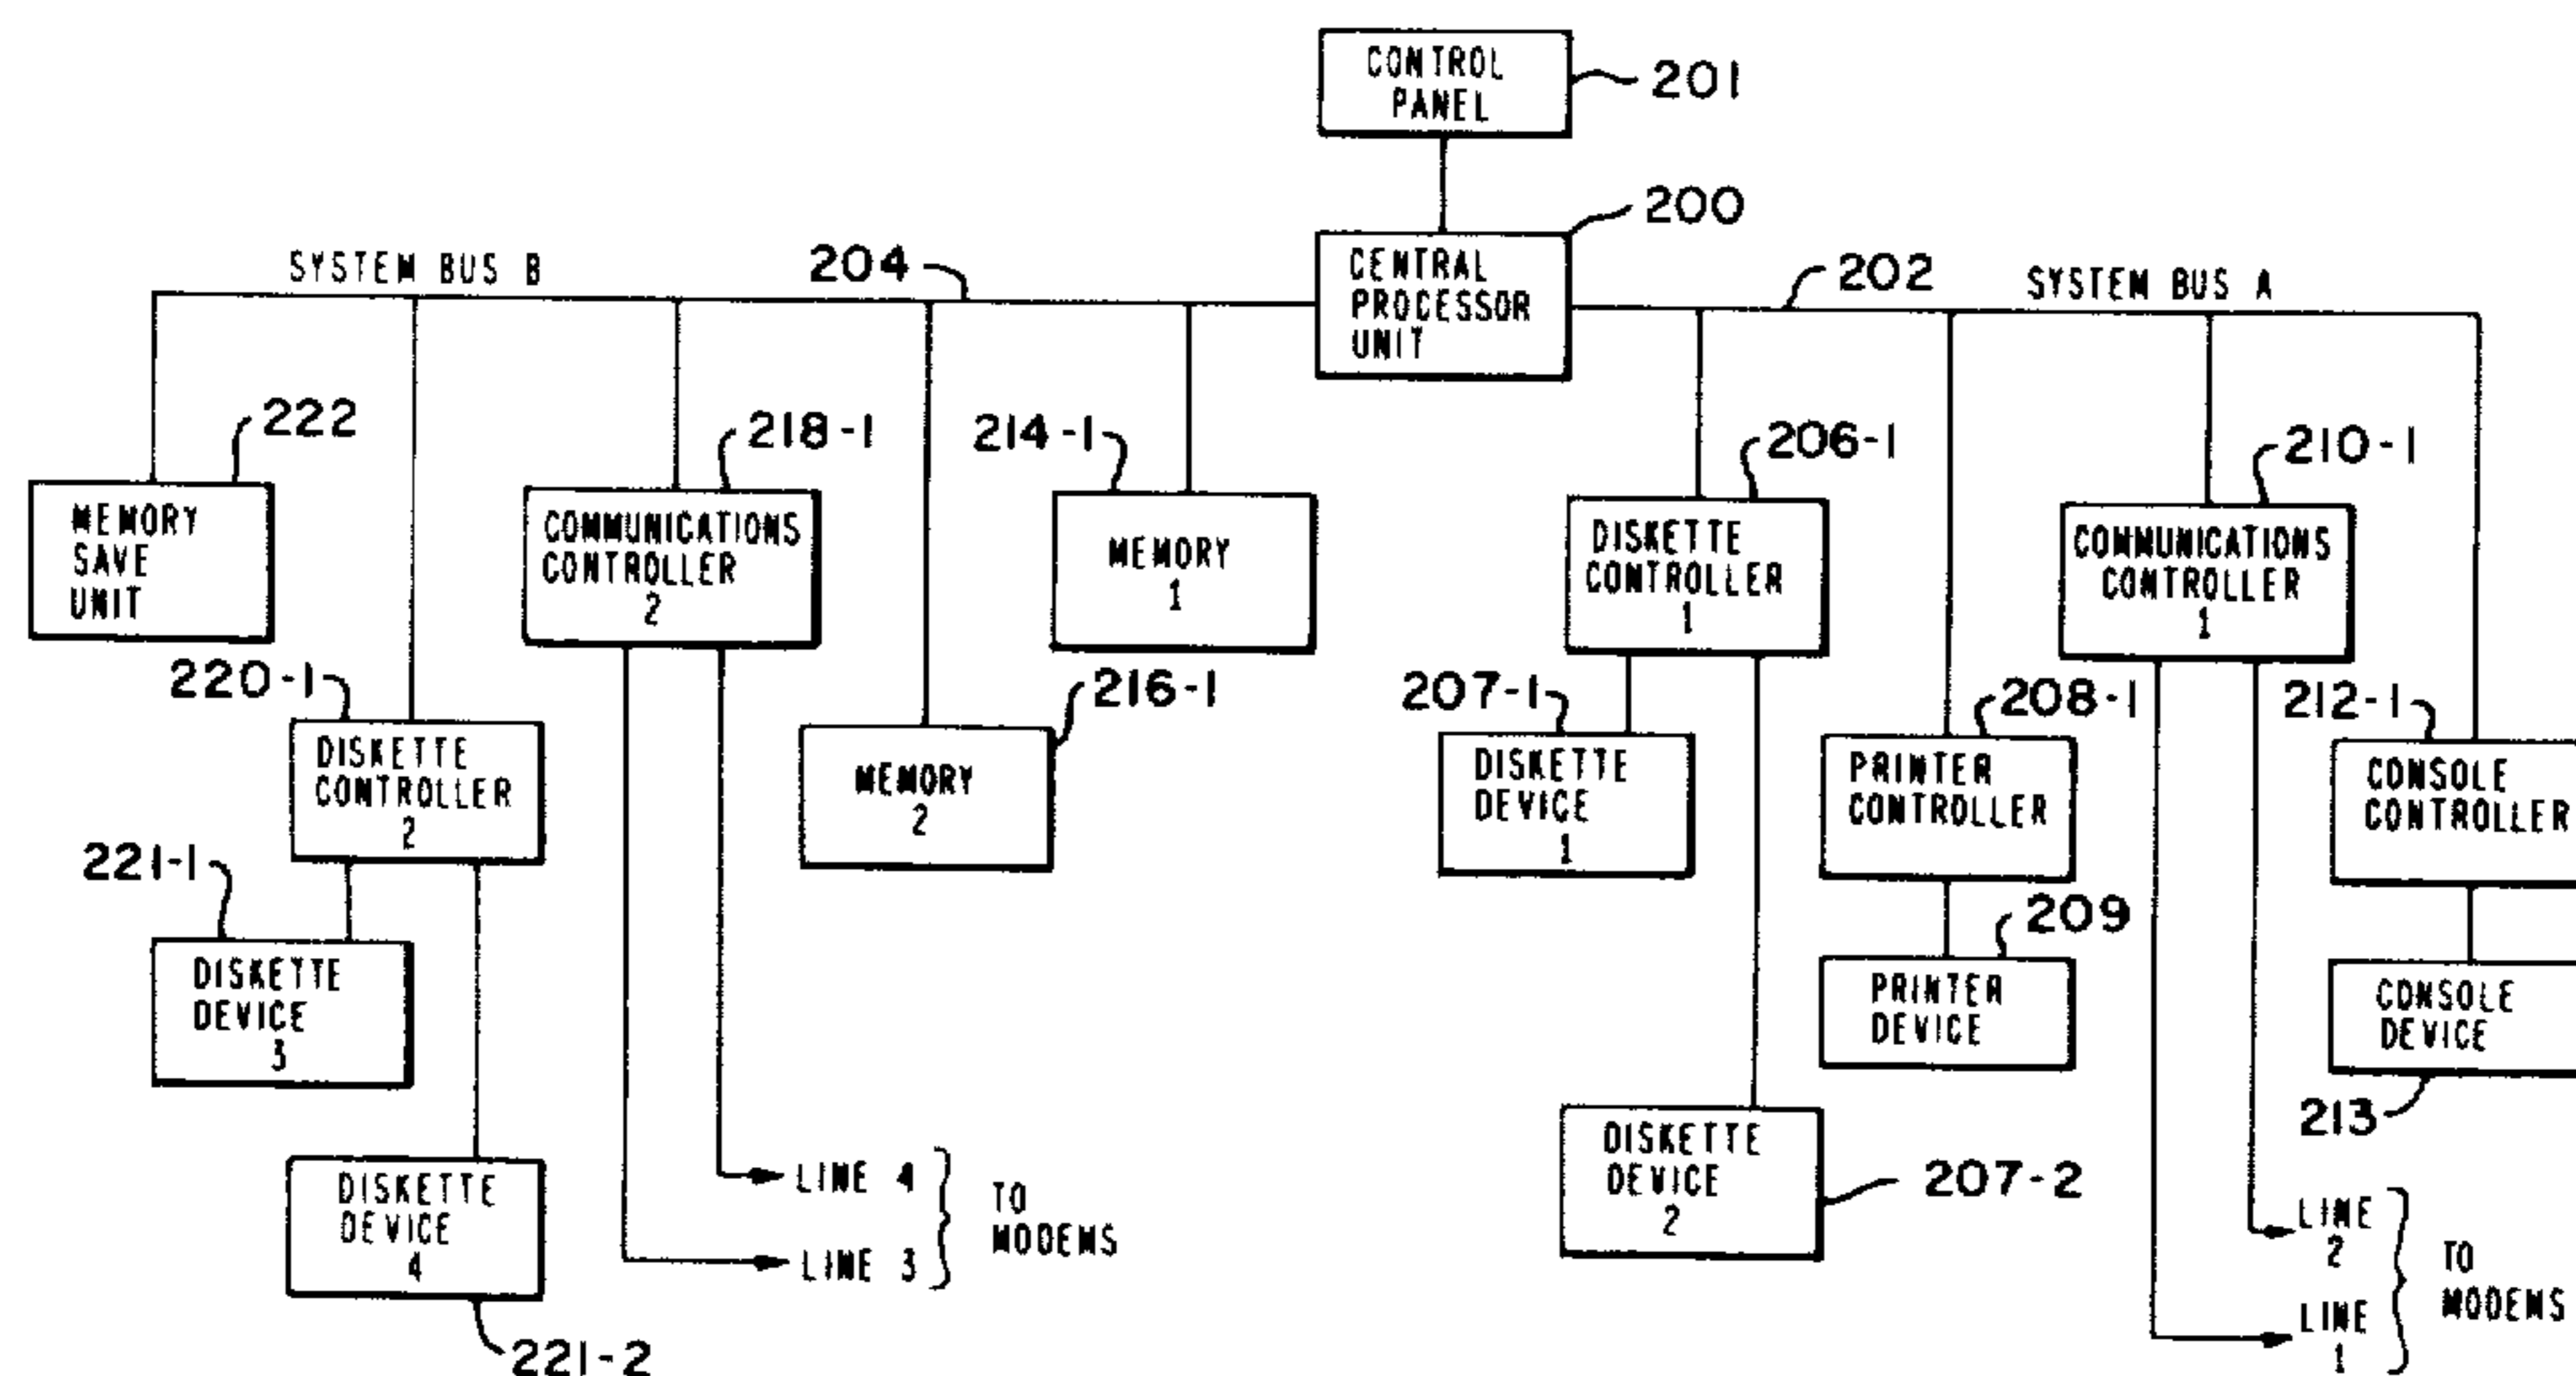 CONTROL
PANEL
201
200
CENTRAL
PROCESSOR
UNIT
SYSTEM BUS B
204
202
SYSTEM BUS A
222
218-1
214-1
206-1
210-1
MEMORY
SAVE
UNIT
COMMUNICATIONS
CONTROLLER
2
MEMORY
1
DISKETTE
CONTROLLER
1
COMMUNICATIONS
CONTROLLER
1
220-1
216-1
207-1
208-1
212-1
DISKETTE
CONTROLLER
2
MEMORY
2
DISKETTE
DEVICE
1
PRINTER
CONTROLLER
CONSOLE
CONTROLLER
221-1
209
DISKETTE
DEVICE
3
PRINTER
DEVICE
CONSOLE
DEVICE
213
DISKETTE
DEVICE
4
LINE 4
LINE 3
TO
MODEMS
DISKETTE
DEVICE
2
207-2
LINE
2
LINE
1
TO
MODEMS
221-2